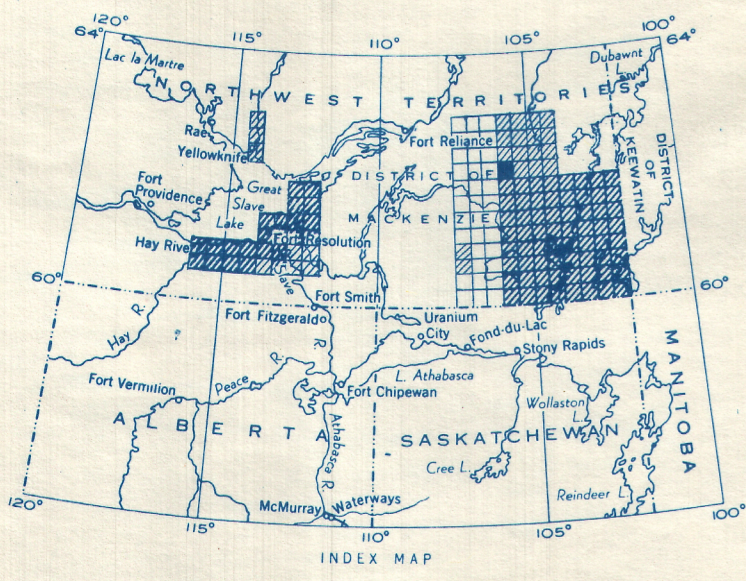 120°
115°
110°
105°
100°
64°
64°
Lac la Martre
Dubawnt
L.
NORTHWEST TERRITORIES
Rae
Yellowknife
Fort Reliance
DISTRICT OF
MACKENZIE
DISTRICT
OF
KEEWATIN
Fort
Providence
Great
Slave
Lake
Hay River
Fort Resolution
60°
60°
Slave
R.
Fort Smith
Hay R.
Fort Fitzgerald
Uranium
City
Fond-du-Lac
Stony Rapids
Fort Vermilion
Peace R.
L. Athabasca
Fort Chipewan
Wollaston
L.
MANITOBA
ALBERTA
Athabasca R.
SASKATCHEWAN
Cree L.
Reindeer L.
McMurray
Waterways
120°
115°
110°
105°
100°
INDEX MAP